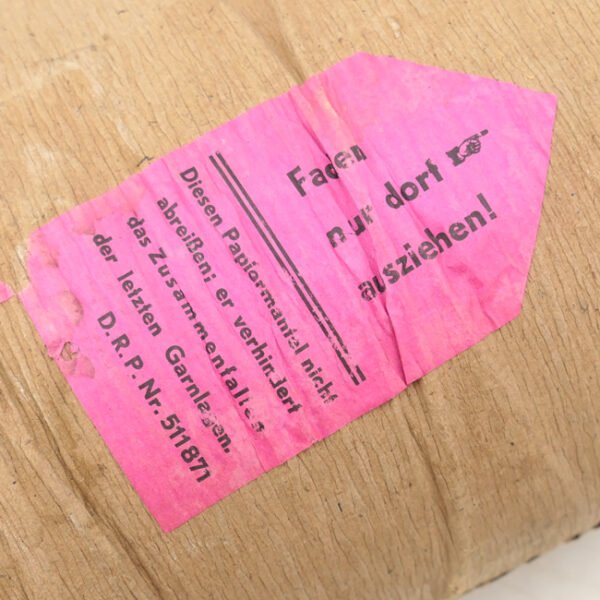 Faden
nur dort ☞
ausziehen!
Diesen Papiermantel nicht
abreißen; er verhindert
das Zusammenfallen
der letzten Garnlagen.
D.R.P. Nr. 511871